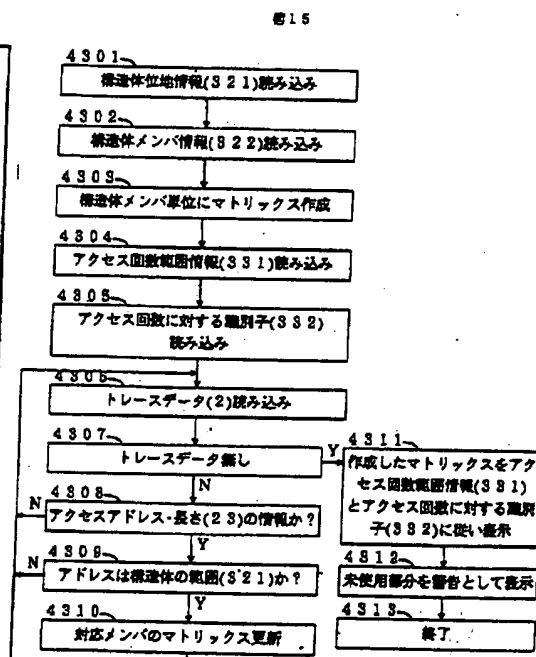 図15
4301
構造体位地情報(321)読み込み
4302
構造体メンバ情報(322)読み込み
4303
構造体メンバ単位にマトリックス作成
4304
アクセス回数範囲情報(331)読み込み
4305
アクセス回数に対する識別子(332)
読み込み
4306
トレースデータ(2)読み込み
4307
トレースデータ無し
Y
N
4308
N
アクセスアドレス・長さ(23)の情報か?
Y
4309
N
アドレスは構造体の範囲(321)か?
Y
4310
対応メンバのマトリックス更新
4311
作成したマトリックスをアク
セス回数範囲情報(331)
とアクセス回数に対する識別
子(332)に従い表示
4312
未使用部分を警告として表示
4313
終了